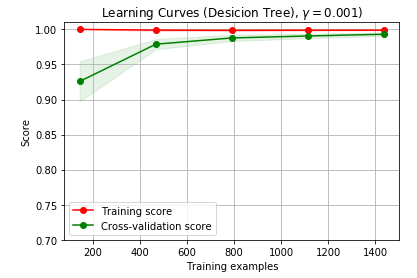 Learning Curves (Desicion Tree), γ = 0.001)
1.00
0.95
0.90
0.85
0.80
0.75
0.70
Score
Training score
Cross-validation score
200 400 600 800 1000 1200 1400
Training examples